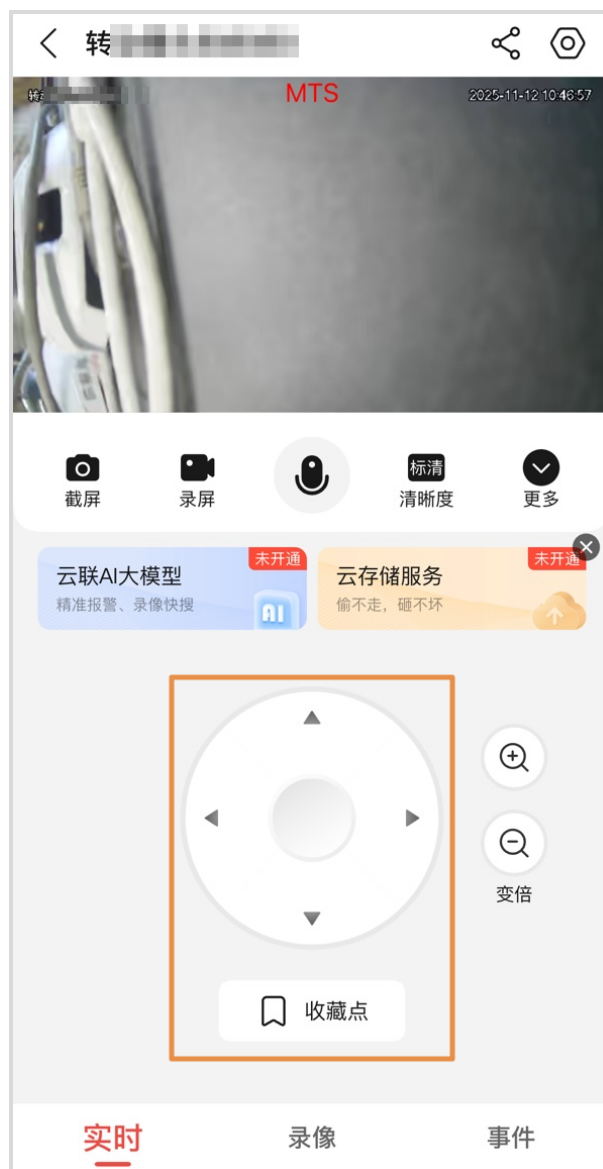 转
转
MTS
2025-11-12 10:46:57
标清
截屏
录屏
清晰度
更多
云联AI大模型
未开通
精准报警、录像快搜
AI
云存储服务
未开通
偷不走，砸不坏
变倍
收藏点
实时
录像
事件